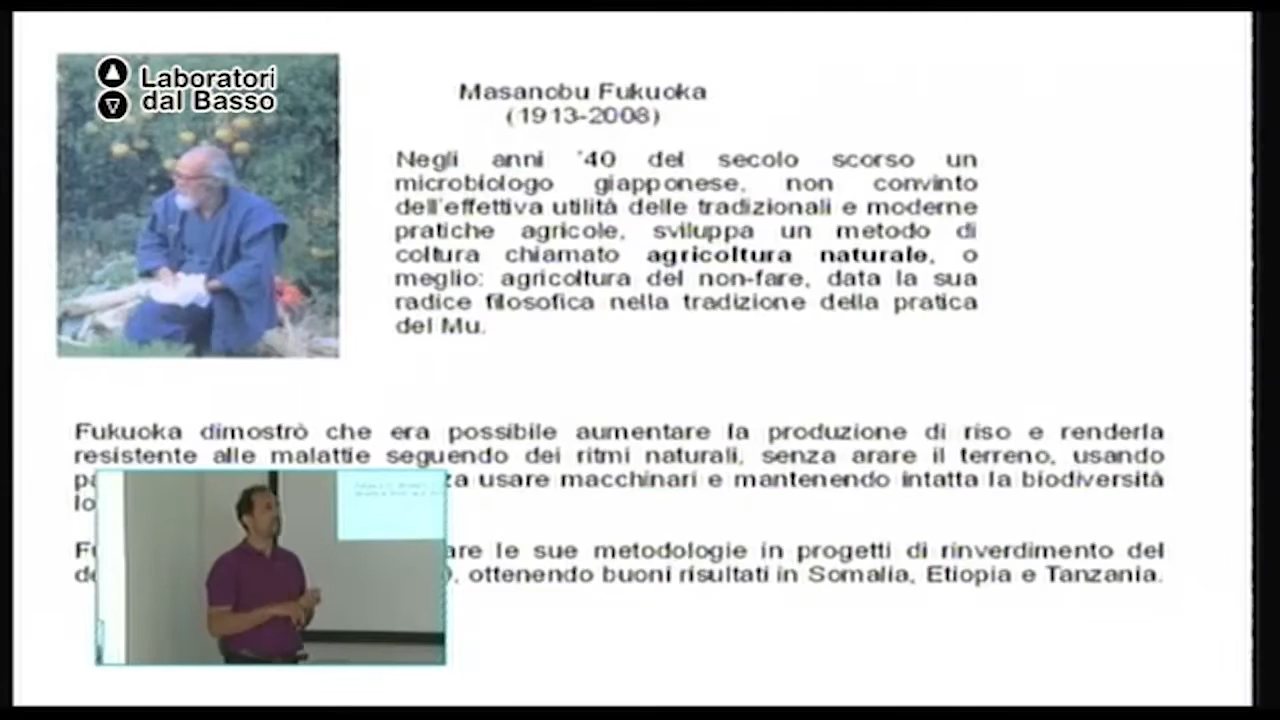 Laboratori
dal Basso
Masanobu Fukuoka
(1913-2008)
Negli anni '40 del secolo scorso un
microbiologo giapponese, non convinto
dell'effettiva utilità delle tradizionali e moderne
pratiche agricole, sviluppa un metodo di
coltura chiamato agricoltura naturale, o
meglio: agricoltura del non-fare, data la sua
radice filosofica nella tradizione della pratica
del Mu.
Fukuoka dimostrò che era possibile aumentare la produzione di riso e renderla
resistente alle malattie seguendo dei ritmi naturali, senza arare il terreno, usando
usare macchinari e mantenendo intatta la biodiversità
le sue metodologie in progetti di rinverdimento del
ottenendo buoni risultati in Somalia, Etiopia e Tanzania.